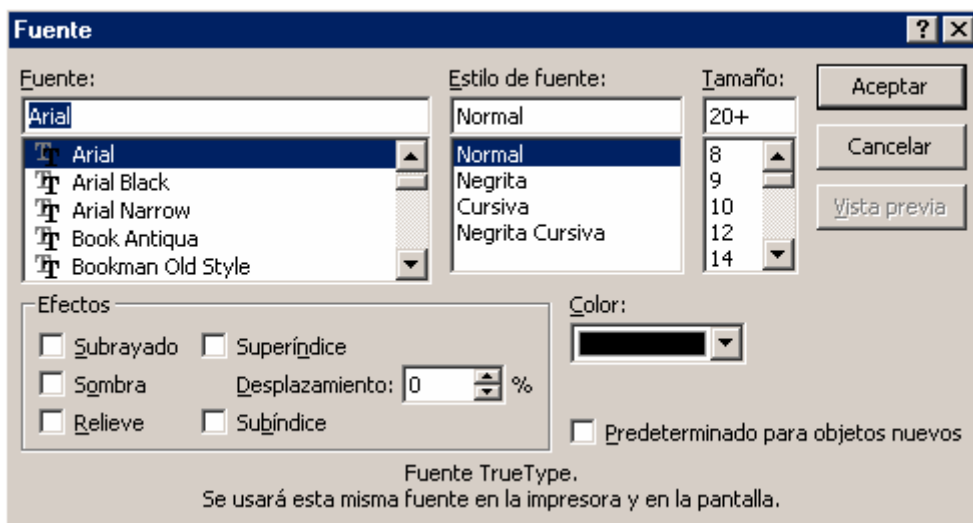 Fuente
Fuente: Estilo de fuente: Tamaño:
Arial Normal 20+ Aceptar
Arial Normal 8 Cancelar
Arial Black Negrita 9
Arial Narrow Cursiva 10 Vista previa
Book Antiqua Negrita Cursiva 12
Bookman Old Style 14
Efectos Color:
Subrayado Superíndice
Sombra Desplazamiento: 0 %
Relieve Subíndice Predeterminado para objetos nuevos
Fuente TrueType.
Se usará esta misma fuente en la impresora y en la pantalla.